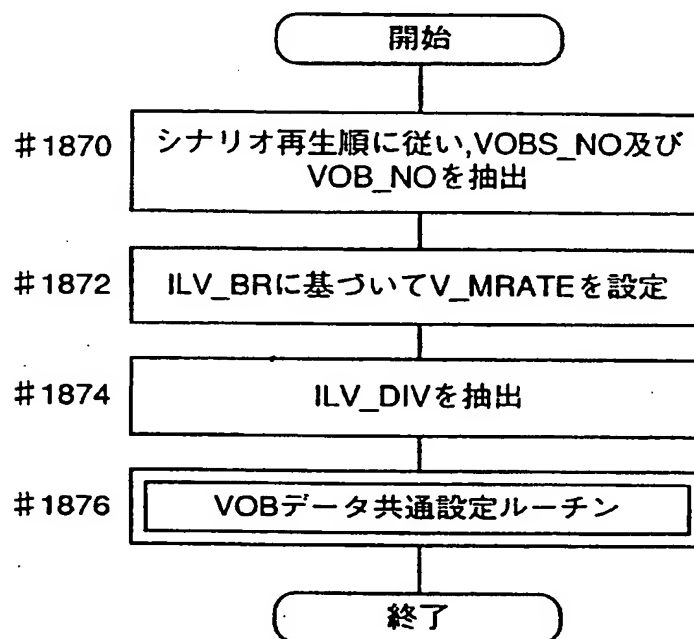 開始
#1870
シナリオ再生順に従い,VOBS_NO及び
VOB_NOを抽出
#1872
ILV_BRに基づいてV_MRATEを設定
#1874
ILV_DIVを抽出
#1876
VOBデータ共通設定ルーチン
終了